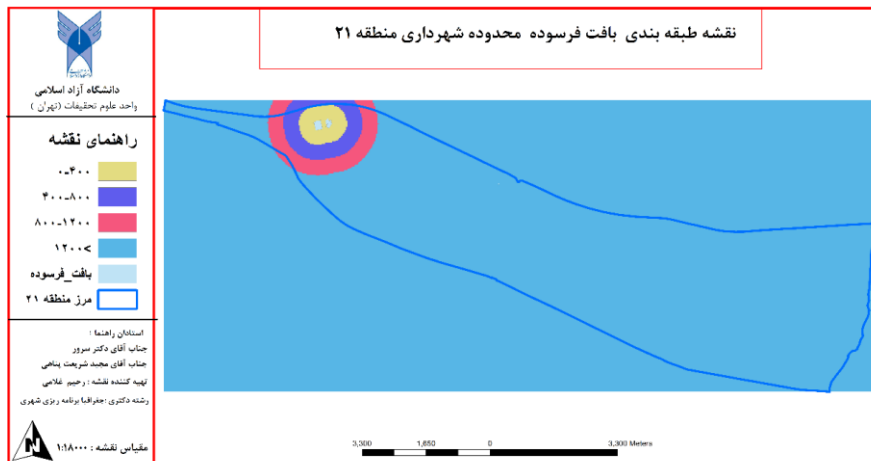 نقشه طبقه بندی بافت فرسوده محدوده شهرداری منطقه ۲۱
دانشگاه آزاد اسلامی
واحد علوم تحقیفات (تهران )
راهنمای نقشه
۰-۴۰۰
۴۰۰-۸۰۰
۸۰۰-۱۲۰۰
۱۲۰۰<
بافت_فرسوده
مرز منطقه ۲۱
استادان راهنما :
جناب آقای دکتر سرور
جناب آقای مجید شریعت پناهی
تهیه کننده نقشه : رحیم غلامی
رشته دکتری :جغرافیا برنامه ریزی شهری
N
مقیاس نقشه : ۱:۱۸۰۰۰
3,300 1,650 0 3,300 Meters